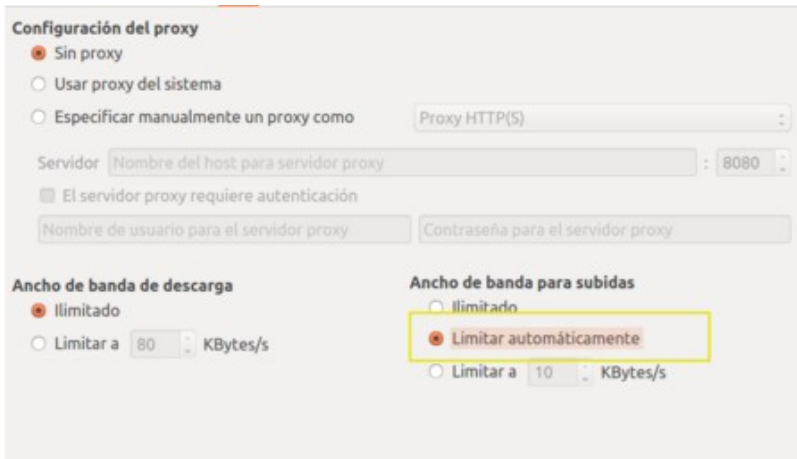 Configuración del proxy
Sin proxy
Usar proxy del sistema
Especificar manualmente un proxy como Proxy HTTP(S)
Servidor Nombre del host para servidor proxy : 8080
El servidor proxy requiere autenticación
Nombre de usuario para el servidor proxy Contraseña para el servidor proxy
Ancho de banda de descarga
Ilimitado
Limitar a 80 KBytes/s
Ancho de banda para subidas
Ilimitado
Limitar automáticamente
Limitar a 10 KBytes/s